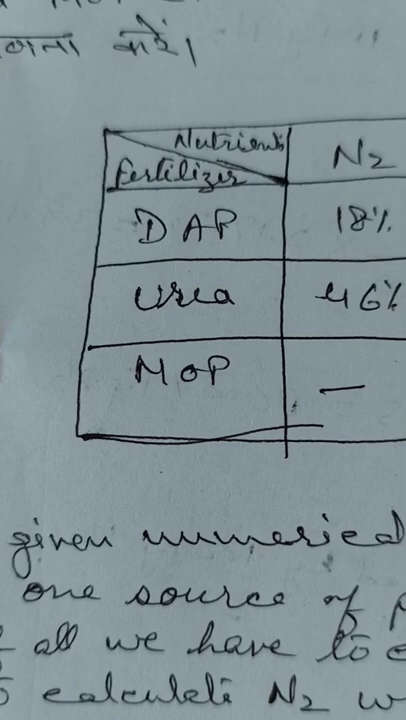 करें।
Nutrients
Fertilizer
N2
DAP
18%
Urea
46%
MOP
—
given numerical
one source of
all we have to
calculate N2 w